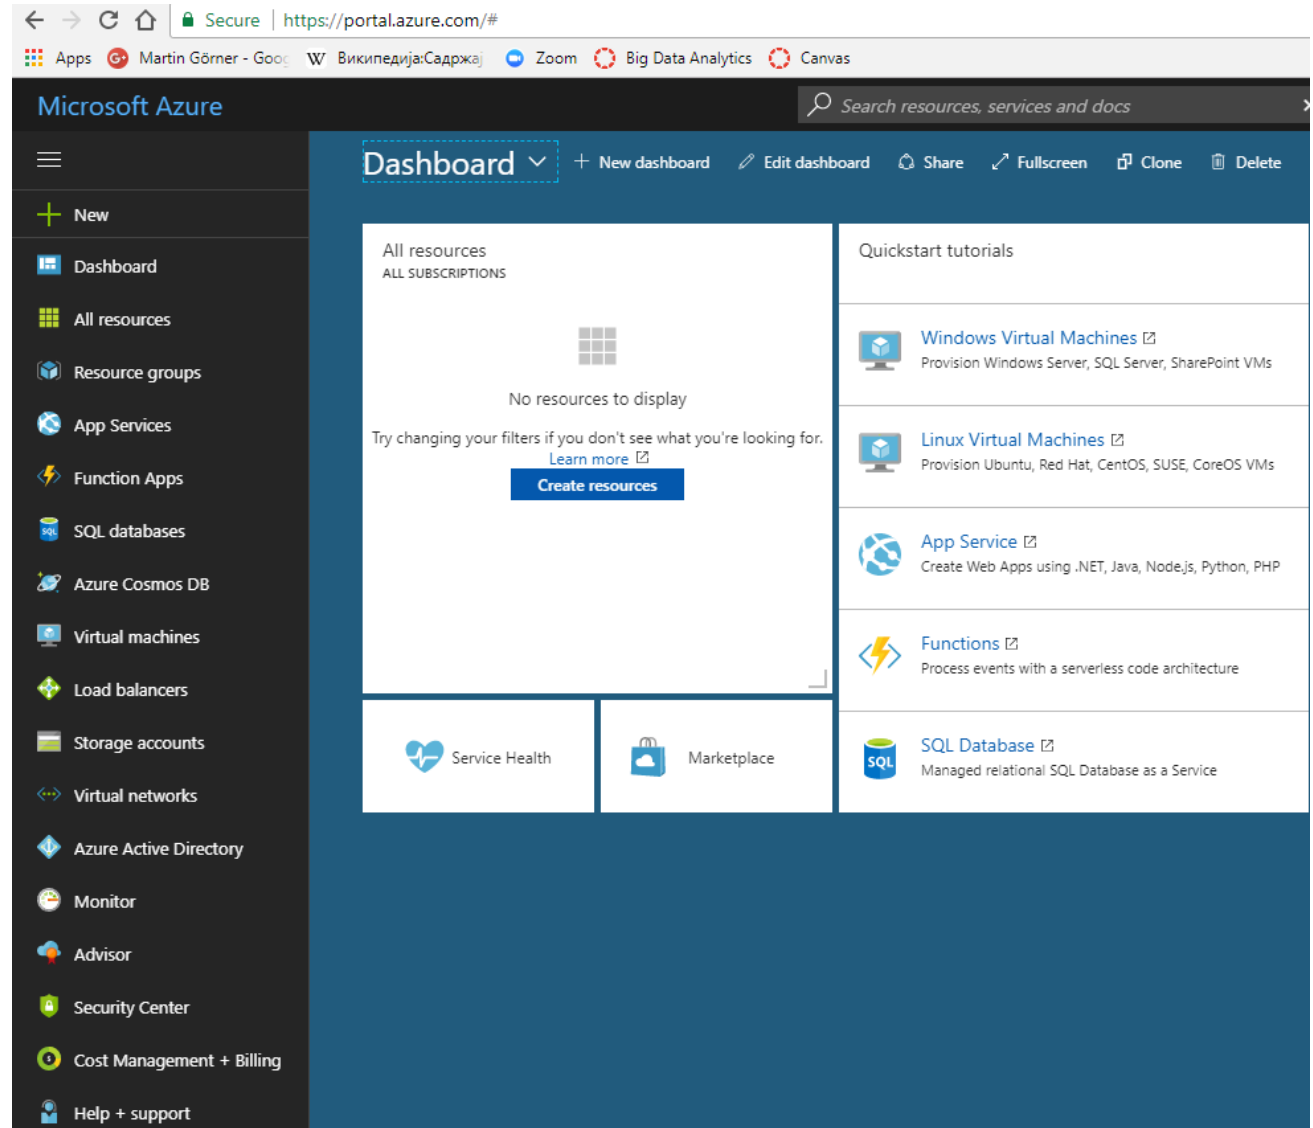 Secure | https://portal.azure.com/#
Apps Martin Görner - Goog Википедија:Садржај Zoom Big Data Analytics Canvas
Microsoft Azure
Search resources, services and docs
Dashboard
New dashboard
Edit dashboard
Share
Fullscreen
Clone
Delete
New
Dashboard
All resources
Resource groups
App Services
Function Apps
SQL databases
Azure Cosmos DB
Virtual machines
Load balancers
Storage accounts
Virtual networks
Azure Active Directory
Monitor
Advisor
Security Center
Cost Management + Billing
Help + support
All resources
ALL SUBSCRIPTIONS
No resources to display
Try changing your filters if you don't see what you're looking for.
Learn more
Create resources
Service Health
Marketplace
Quickstart tutorials
Windows Virtual Machines
Provision Windows Server, SQL Server, SharePoint VMs
Linux Virtual Machines
Provision Ubuntu, Red Hat, CentOS, SUSE, CoreOS VMs
App Service
Create Web Apps using .NET, Java, Node.js, Python, PHP
Functions
Process events with a serverless code architecture
SQL
SQL Database
Managed relational SQL Database as a Service